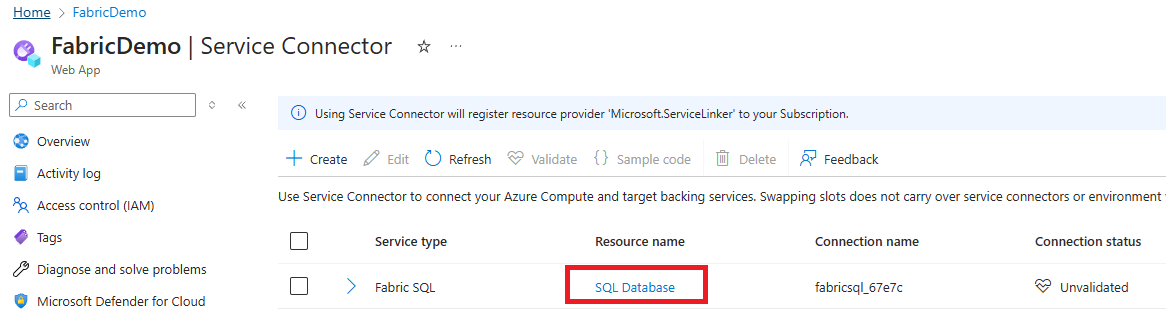 Home > FabricDemo
FabricDemo | Service Connector ☆ ...
Web App
Search
Using Service Connector will register resource provider 'Microsoft.ServiceLinker' to your Subscription.
Overview
Activity log
Access control (IAM)
Tags
Diagnose and solve problems
Microsoft Defender for Cloud
+ Create Edit Refresh Validate {} Sample code Delete Feedback
Use Service Connector to connect your Azure Compute and target backing services. Swapping slots does not carry over service connectors or environment
Service type Resource name Connection name Connection status
Fabric SQL SQL Database fabricsql_67e7c Unvalidated